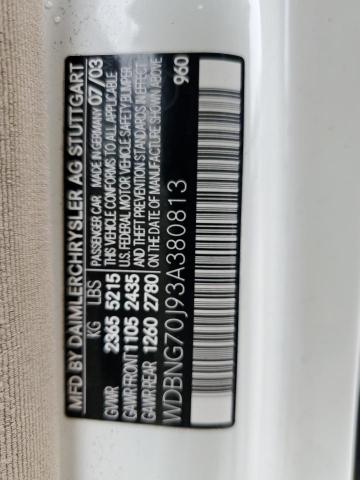 MFD BY DAIMLERCHRYSLER AG STUTTGART
PASSENGER CAR MADE IN GERMANY 07/03
KG LBS THIS VEHICLE CONFORMS TO ALL APPLICABLE
GVWR 2365 5215 U.S. FEDERAL MOTOR VEHICLE SAFETY, BUMPER
GAWR FRONT 1105 2435 AND THEFT PREVENTION STANDARDS IN EFFECT
GAWR REAR 1260 2780 ON THE DATE OF MANUFACTURE
WDBNG70J93A380813 960